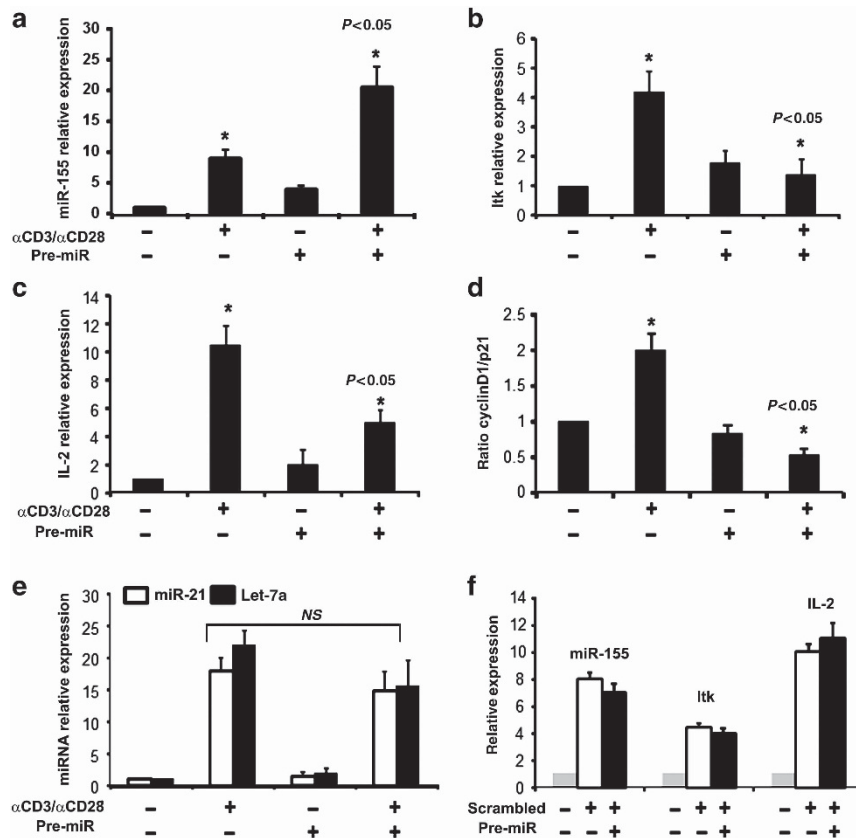 a
miR-155 relative expression
30
25
20
15
10
5
0
*
P<0.05
*
αCD3/αCD28 – + – +
Pre-miR – – + +
b
Itk relative expression
6
5
4
3
2
1
0
*
P<0.05
*
– + – +
– – + +
c
IL-2 relative expression
14
12
10
8
6
4
2
0
*
P<0.05
*
αCD3/αCD28 – + – +
Pre-miR – – + +
d
Ratio cyclinD1/p21
2.5
2
1.5
1
0.5
0
*
P<0.05
*
– + – +
– – + +
e
miR-21 Let-7a
miRNA relative expression
30
25
20
15
10
5
0
NS
αCD3/αCD28 – + – +
Pre-miR – – + +
f
Relative expression
14
12
10
8
6
4
2
0
miR-155
Itk
IL-2
Scrambled – + + – + + – + +
Pre-miR – – + – – + – – +